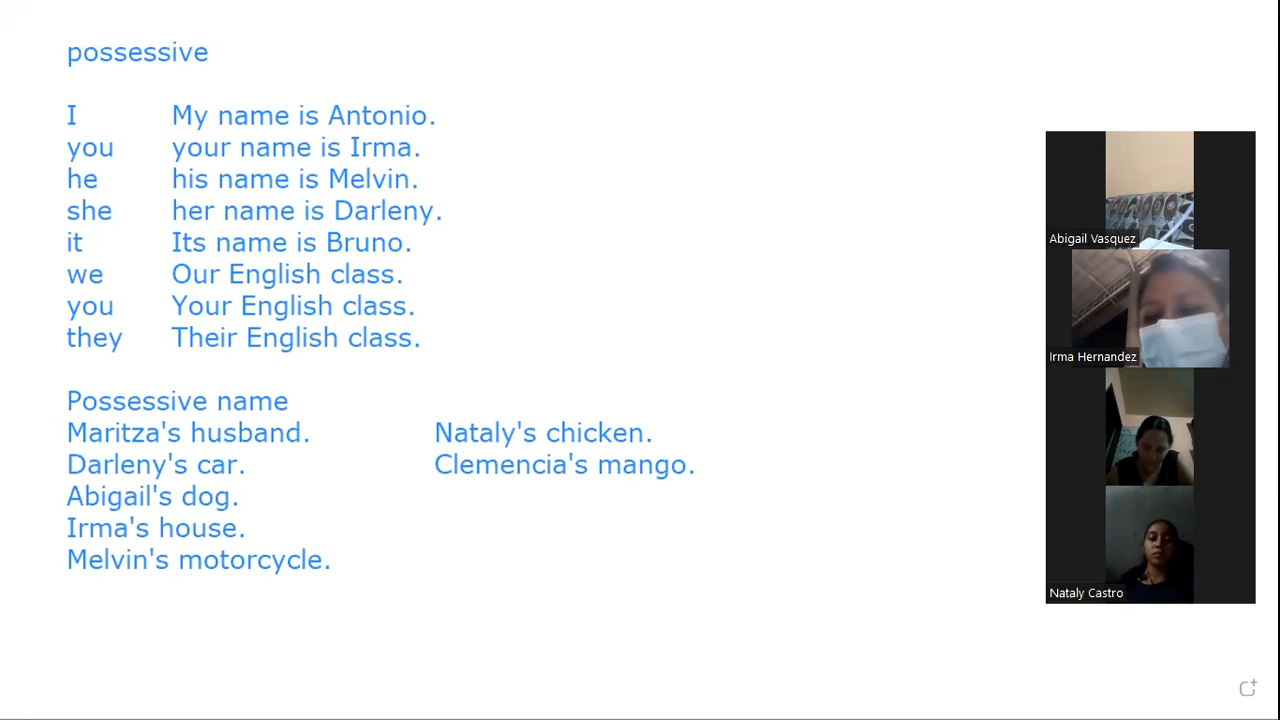 possessive
I My name is Antonio.
you your name is Irma.
he his name is Melvin.
she her name is Darleny.
it Its name is Bruno.
we Our English class.
you Your English class.
they Their English class.
Possessive name
Maritza's husband. Nataly's chicken.
Darleny's car. Clemencia's mango.
Abigail's dog.
Irma's house.
Melvin's motorcycle.
Abigail Vasquez
Irma Hernandez
Nataly Castro